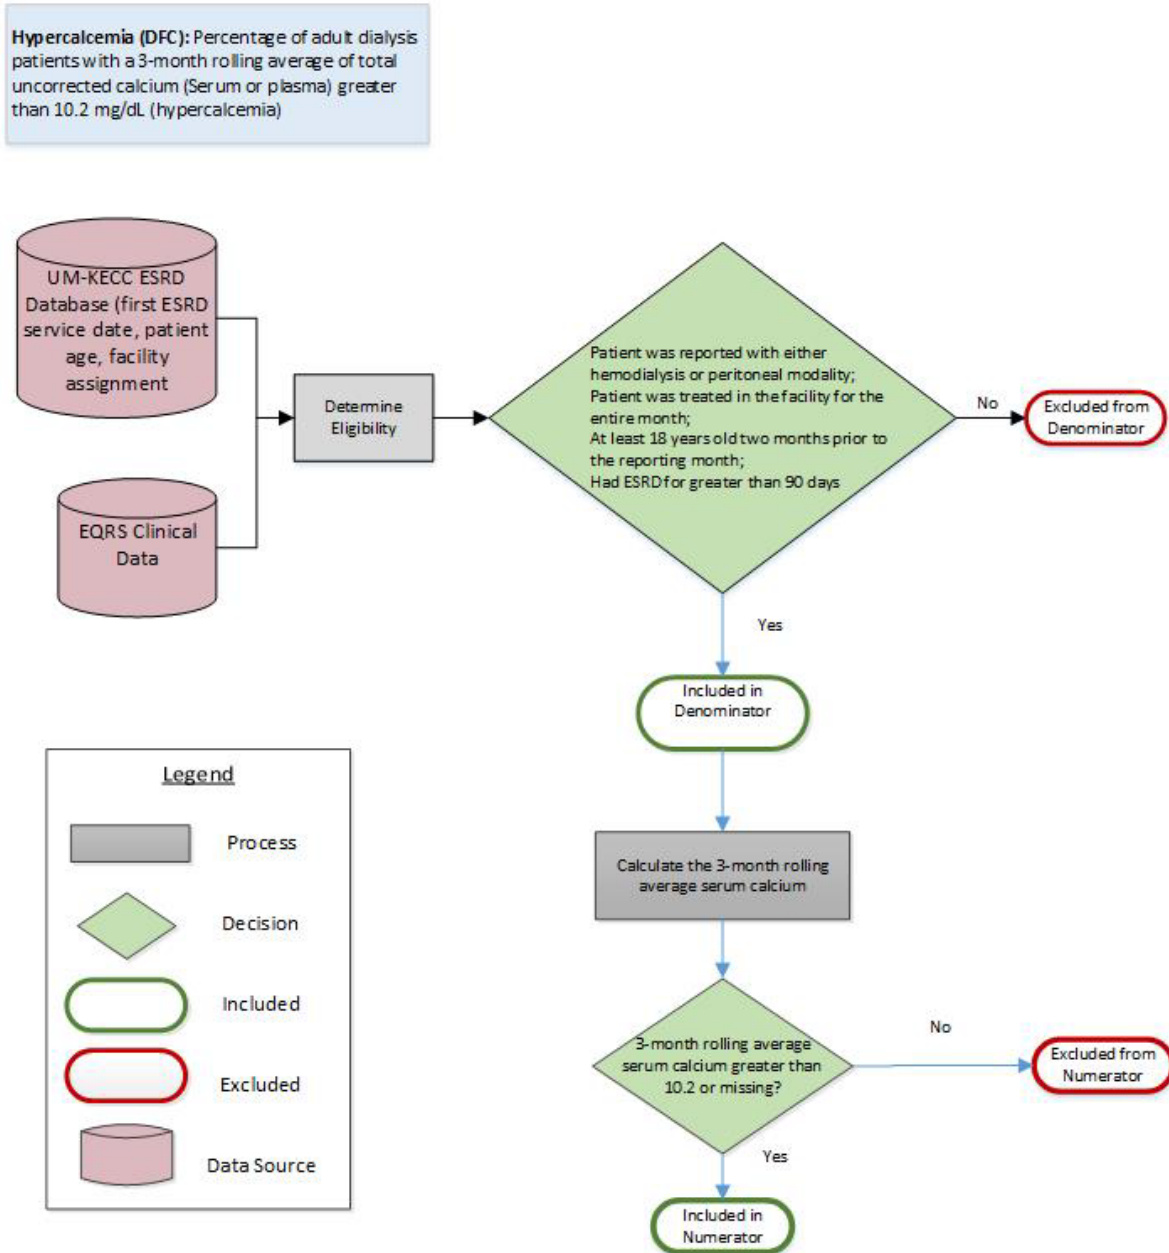 Hypercalcemia (DFC): Percentage of adult dialysis
patients with a 3-month rolling average of total
uncorrected calcium (Serum or plasma) greater
than 10.2 mg/dL (hypercalcemia)
UM-KECC ESRD
Database (first ESRD
service date, patient
age, facility
assignment
EQRS Clinical
Data
Determine
Eligibility
Patient was reported with either
hemodialysis or peritoneal modality;
Patient was treated in the facility for the
entire month;
At least 18 years old two months prior to
the reporting month;
Had ESRD for greater than 90 days
No
Excluded from
Denominator
Yes
Included in
Denominator
Calculate the 3-month rolling
average serum calcium
3-month rolling average
serum calcium greater than
10.2 or missing?
No
Excluded from
Numerator
Yes
Included in
Numerator
Legend
Process
Decision
Included
Excluded
Data Source